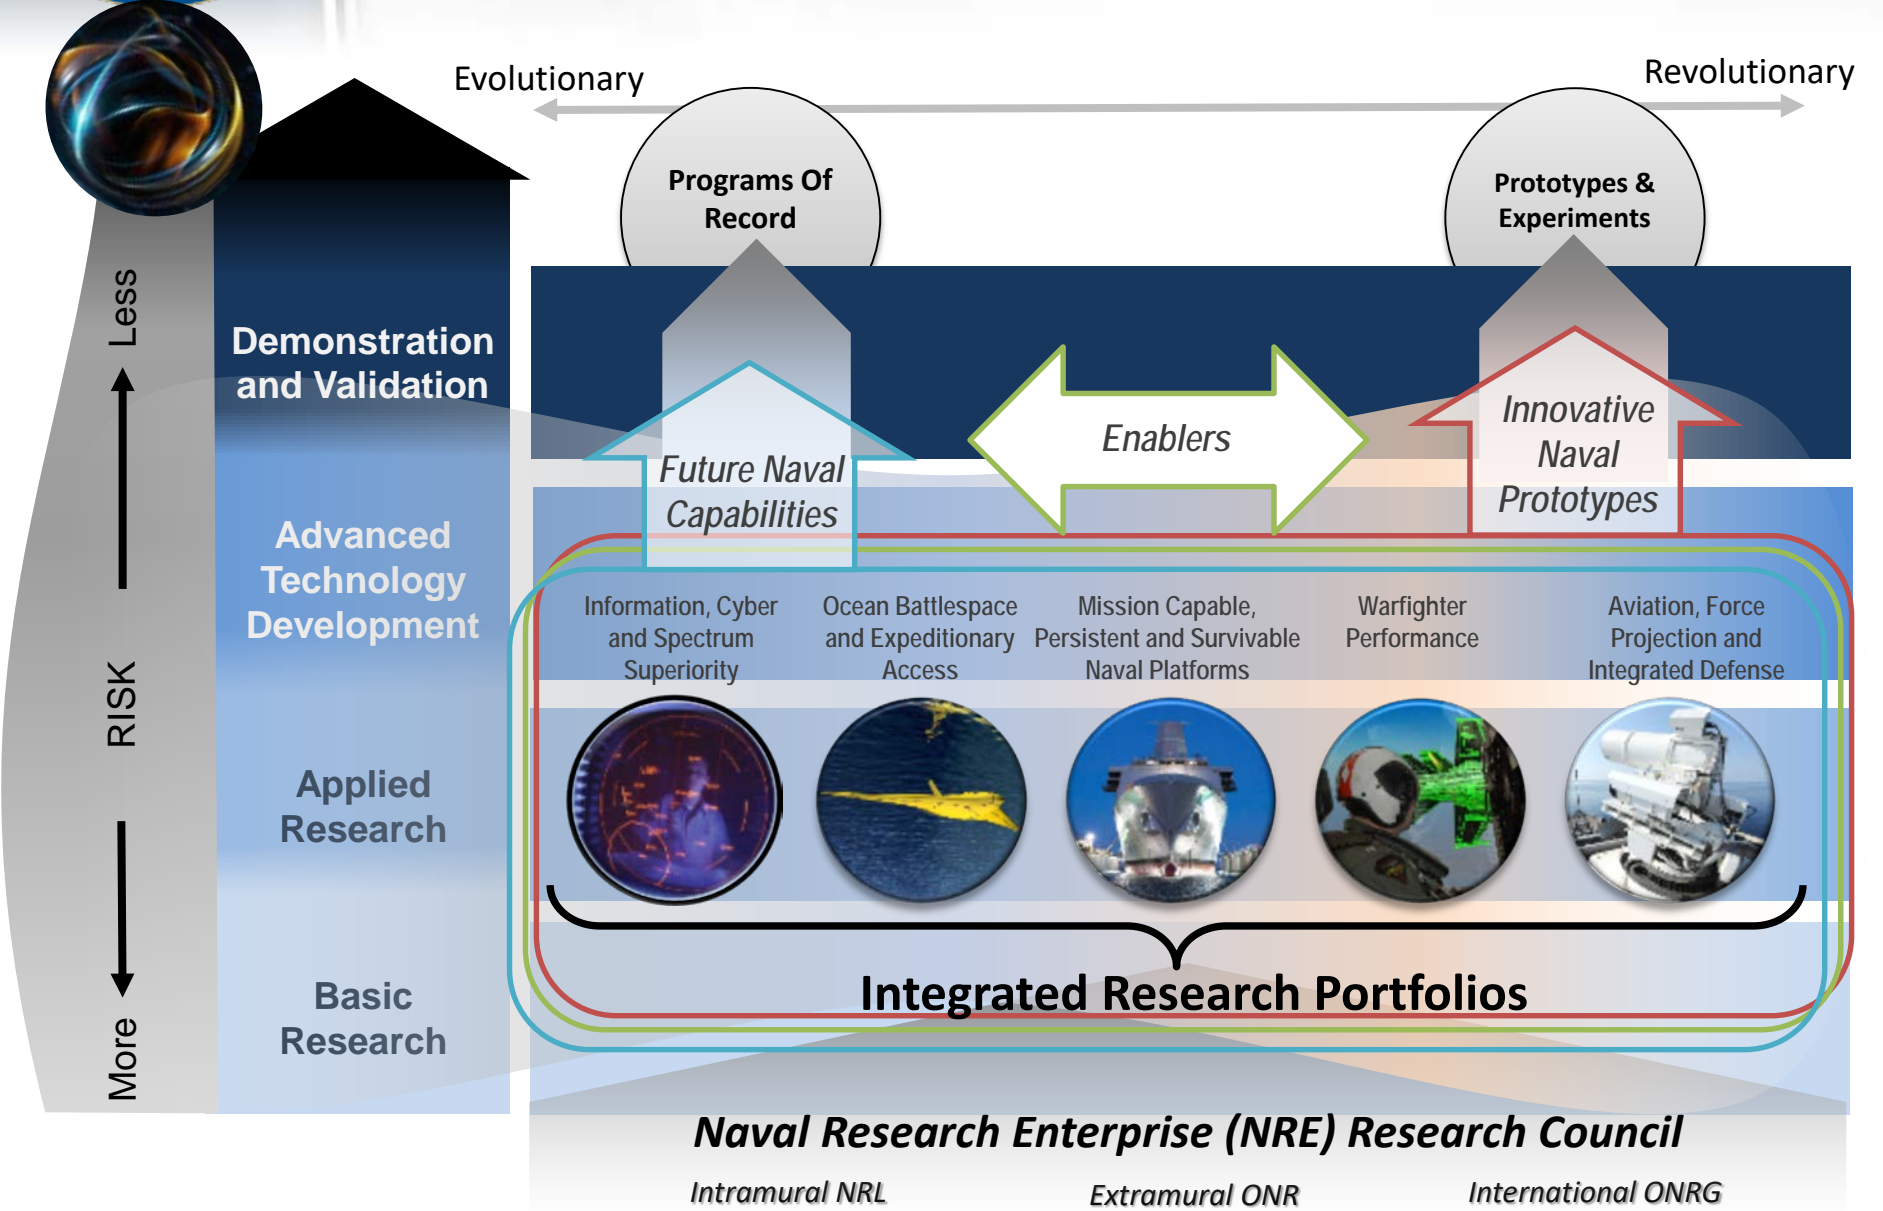 Evolutionary
Revolutionary
Programs Of
Record
Prototypes &
Experiments
Less
RISK
More
Demonstration
and Validation
Advanced
Technology
Development
Applied
Research
Basic
Research
Future Naval
Capabilities
Enablers
Innovative
Naval
Prototypes
Information, Cyber
and Spectrum
Superiority
Ocean Battlespace
and Expeditionary
Access
Mission Capable,
Persistent and Survivable
Naval Platforms
Warfighter
Performance
Aviation, Force
Projection and
Integrated Defense
Integrated Research Portfolios
Naval Research Enterprise (NRE) Research Council
Intramural NRL
Extramural ONR
International ONRG